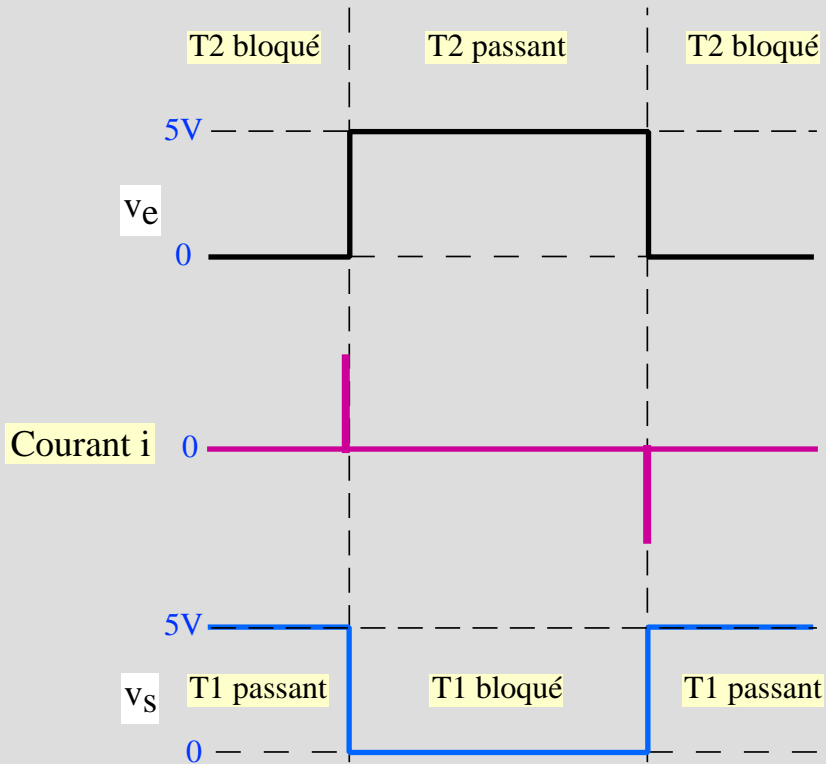 T2 bloqué T2 passant T2 bloqué
5V
ve
0
Courant i 0
5V
vs T1 passant T1 bloqué T1 passant
0